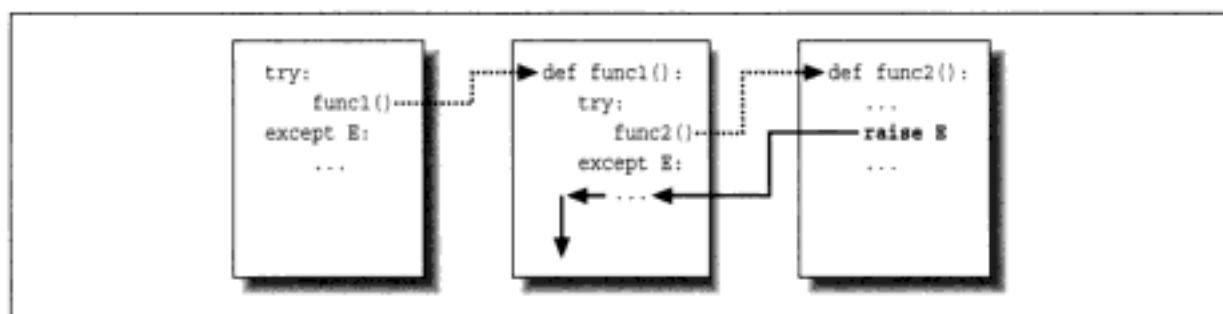 try:
func1()
except E:
...
def func1():
try:
func2()
except E:
...
def func2():
...
raise E
...